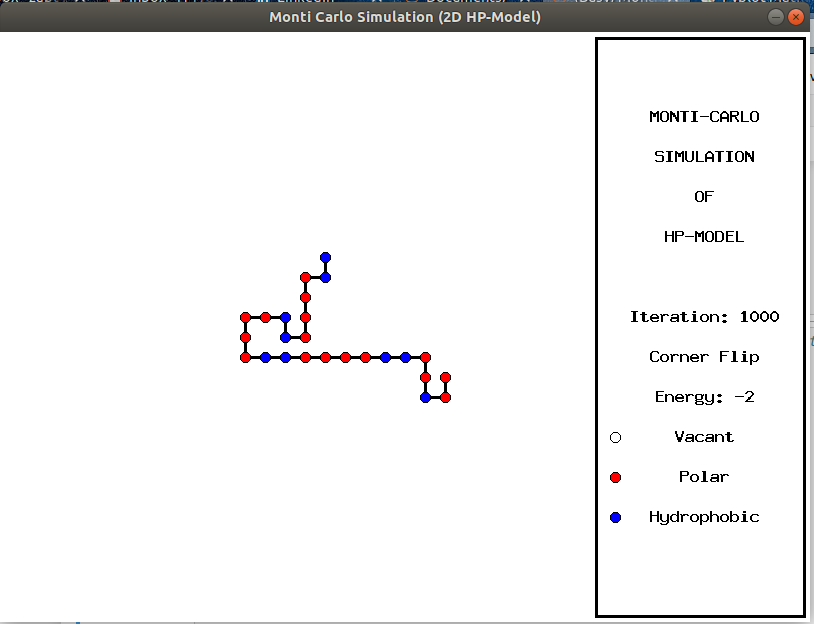 Monti Carlo Simulation (2D HP-Model)
MONTI-CARLO
SIMULATION
OF
HP-MODEL
Iteration: 1000
Corner Flip
Energy: -2
Vacant
Polar
Hydrophobic